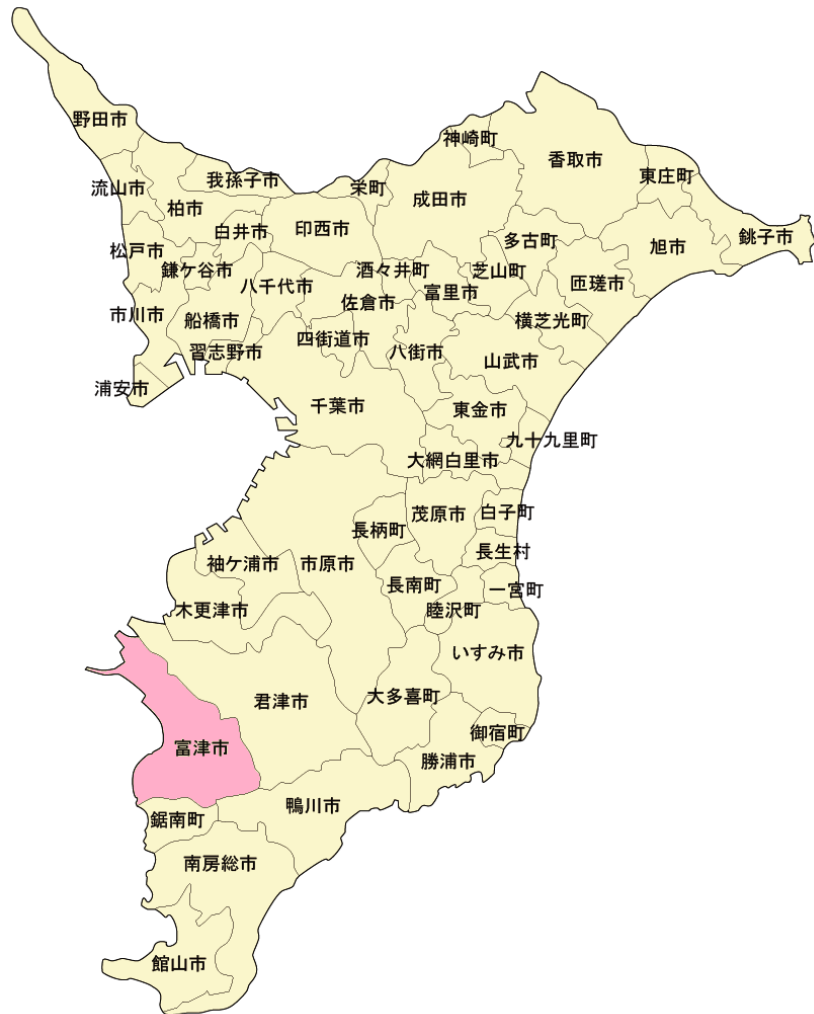 野田市
神崎町
香取市
流山市
我孫子市
栄町
成田市
東庄町
柏市
白井市
印西市
多古町
旭市
銚子市
松戸市
鎌ケ谷市
八千代市
酒々井町
芝山町
富里市
匝瑳市
佐倉市
市川市
船橋市
横芝光町
四街道市
習志野市
八街市
山武市
浦安市
千葉市
東金市
九十九里町
大網白里市
茂原市
白子町
長柄町
長生村
袖ケ浦市
市原市
長南町
一宮町
木更津市
睦沢町
いすみ市
君津市
大多喜町
御宿町
富津市
勝浦市
鴨川市
鋸南町
南房総市
館山市